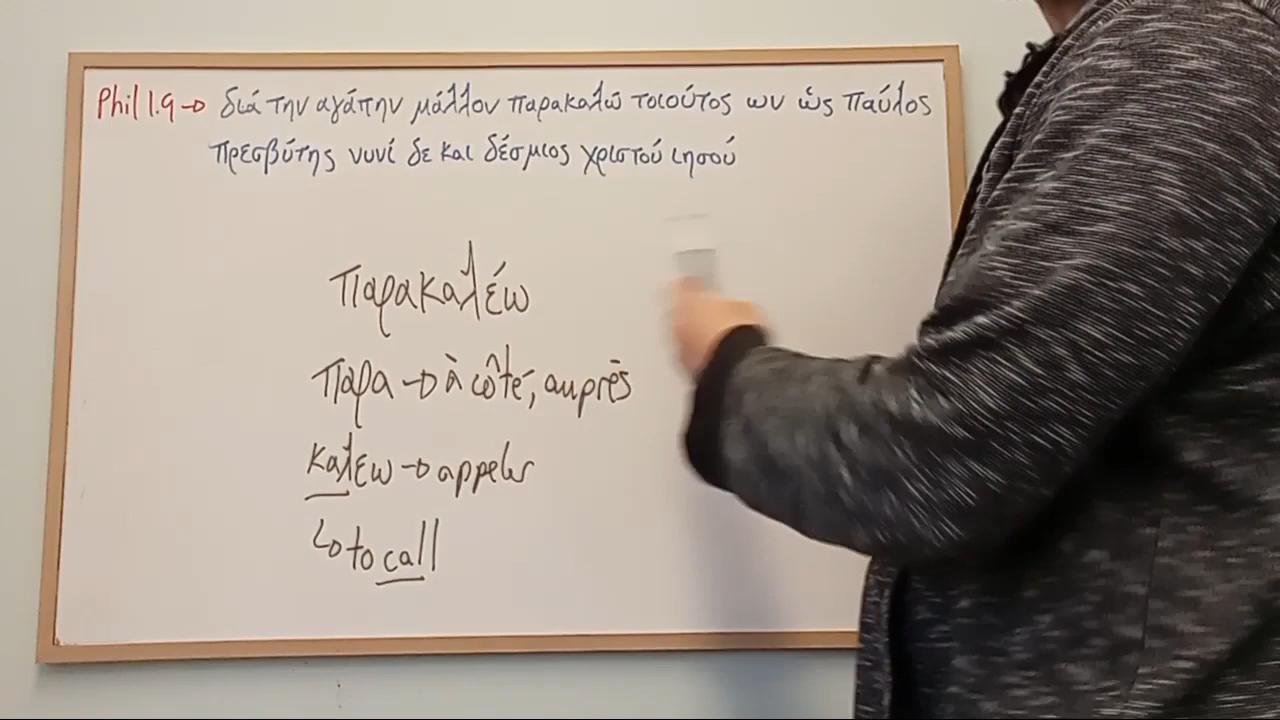 Phil 1.9→ διά την αγάπην μάλλον παρακαλώ τοιούτος ων ὡς παύλος
πρεσβύτης νυνί δε και δέσμιος χριστού ιησού
παρακαλέω
παρα → à côté, auprès
καλεω → appeler
↳ to call